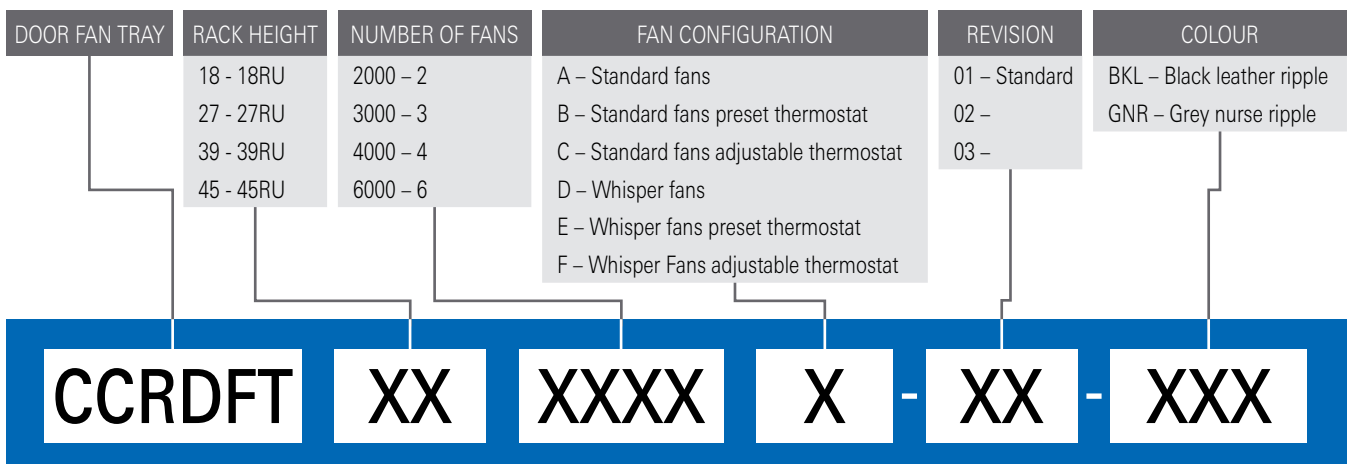 DOOR FAN TRAY
RACK HEIGHT
18 - 18RU
27 - 27RU
39 - 39RU
45 - 45RU
NUMBER OF FANS
2000 – 2
3000 – 3
4000 – 4
6000 – 6
FAN CONFIGURATION
A – Standard fans
B – Standard fans preset thermostat
C – Standard fans adjustable thermostat
D – Whisper fans
E – Whisper fans preset thermostat
F – Whisper Fans adjustable thermostat
REVISION
01 – Standard
02 –
03 –
COLOUR
BKL – Black leather ripple
GNR – Grey nurse ripple
CCRDFT XX XXXX X - XX - XXX